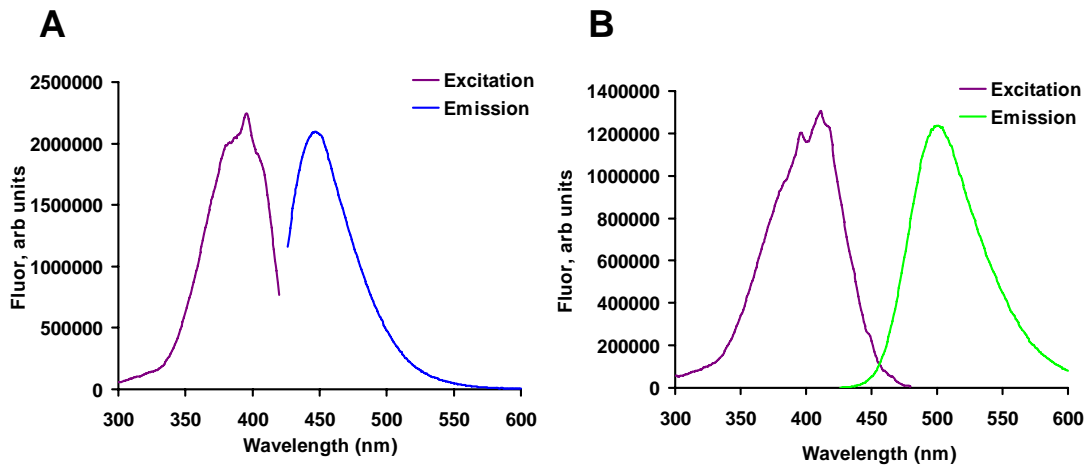 A
Excitation
Emission
2500000
2000000
1500000
1000000
500000
0
Fluor, arb units
300 350 400 450 500 550 600
Wavelength (nm)
B
Excitation
Emission
1400000
1200000
1000000
800000
600000
400000
200000
0
Fluor, arb units
300 350 400 450 500 550 600
Wavelength (nm)